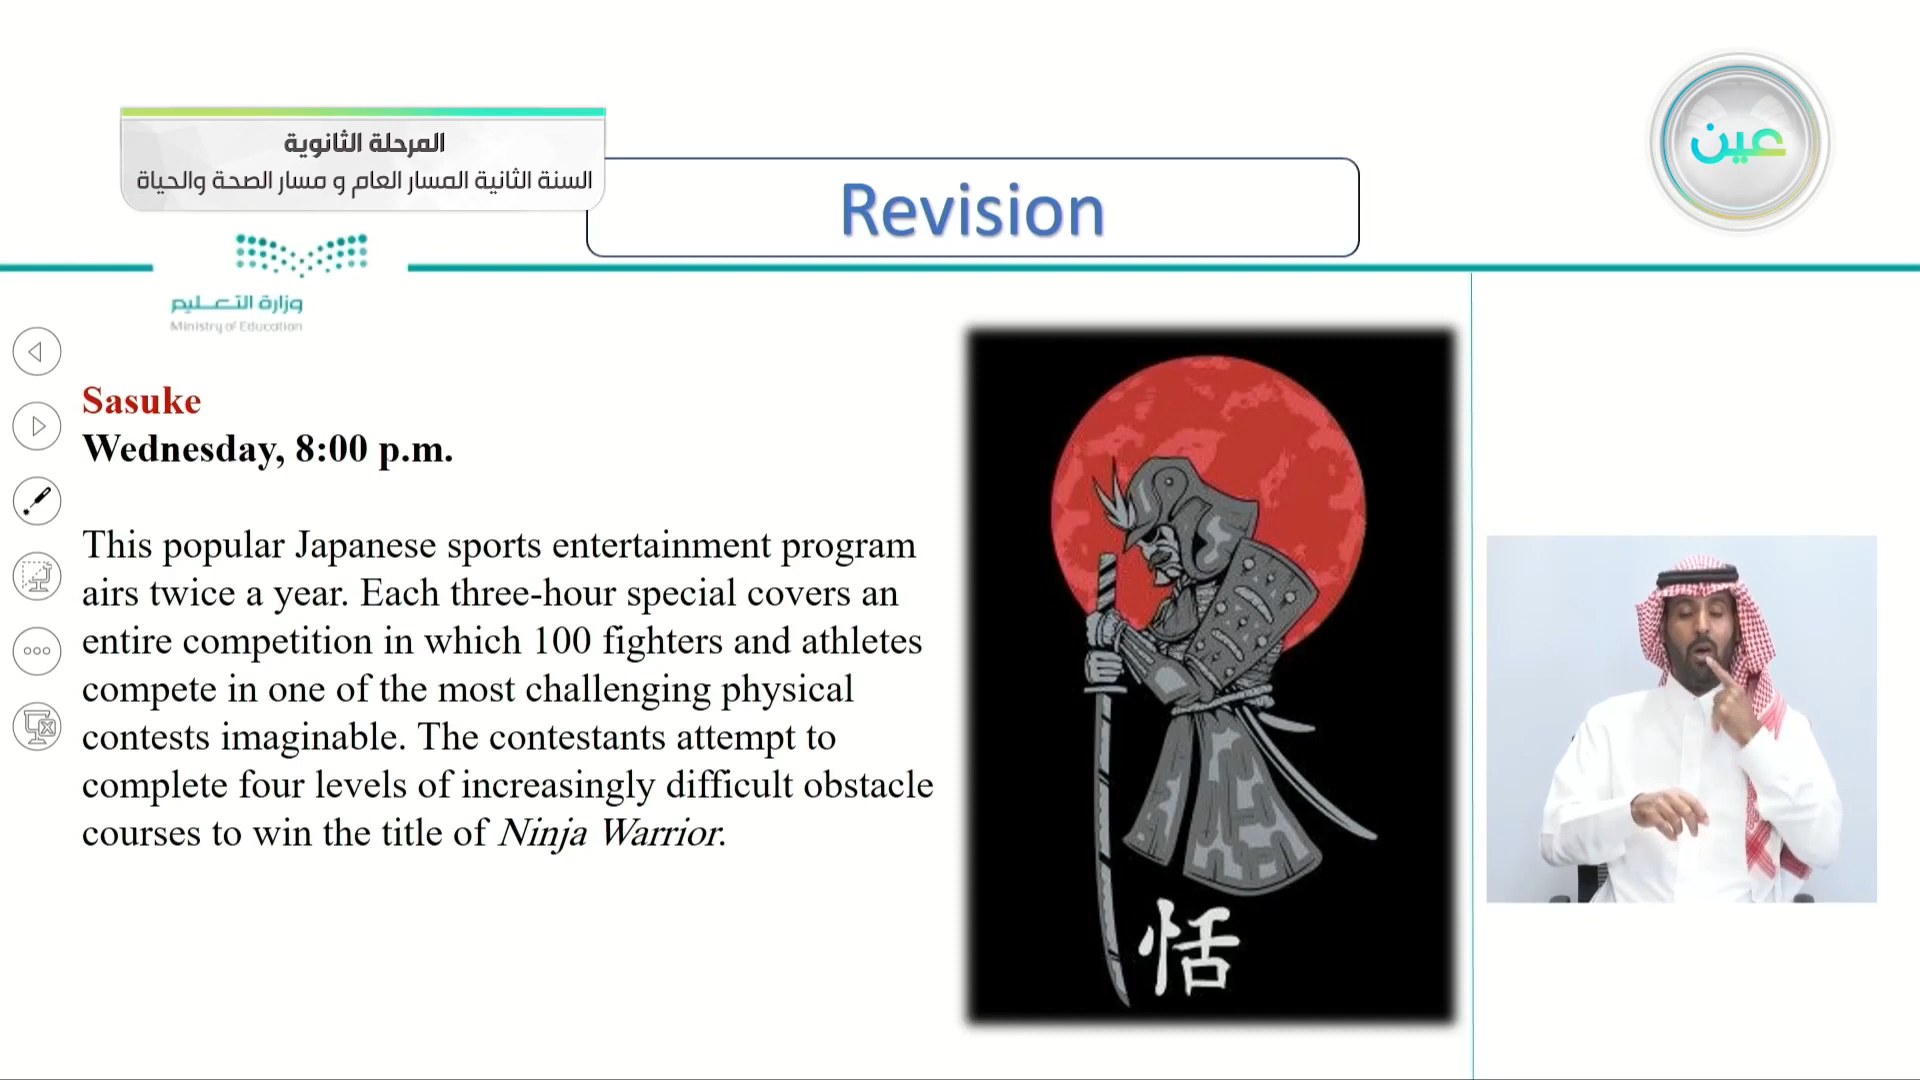 المرحلة الثانوية
السنة الثانية المسار العام و مسار الصحة والحياة
عين
Revision
وزارة التعليم
Ministry of Education
Sasuke
Wednesday, 8:00 p.m.
This popular Japanese sports entertainment program
airs twice a year. Each three-hour special covers an
entire competition in which 100 fighters and athletes
compete in one of the most challenging physical
contests imaginable. The contestants attempt to
complete four levels of increasingly difficult obstacle
courses to win the title of Ninja Warrior.
恬